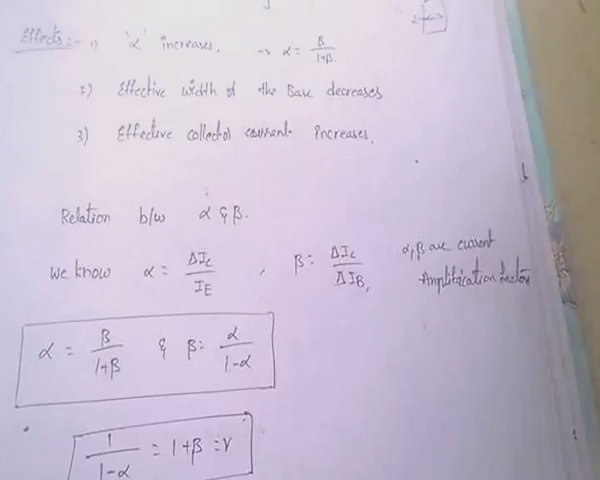 Effects:- 1) 'α' increases. → α = β/1+β.
2) Effective width of the Base decreases
3) Effective collector current increases.
Relation b/w α & β.
we know α = ΔIc/IE , β: ΔIc/ΔIB, α,β are current Amplification factor
α = β/1+β & β: α/1-α
1/1-α = 1+β = γ